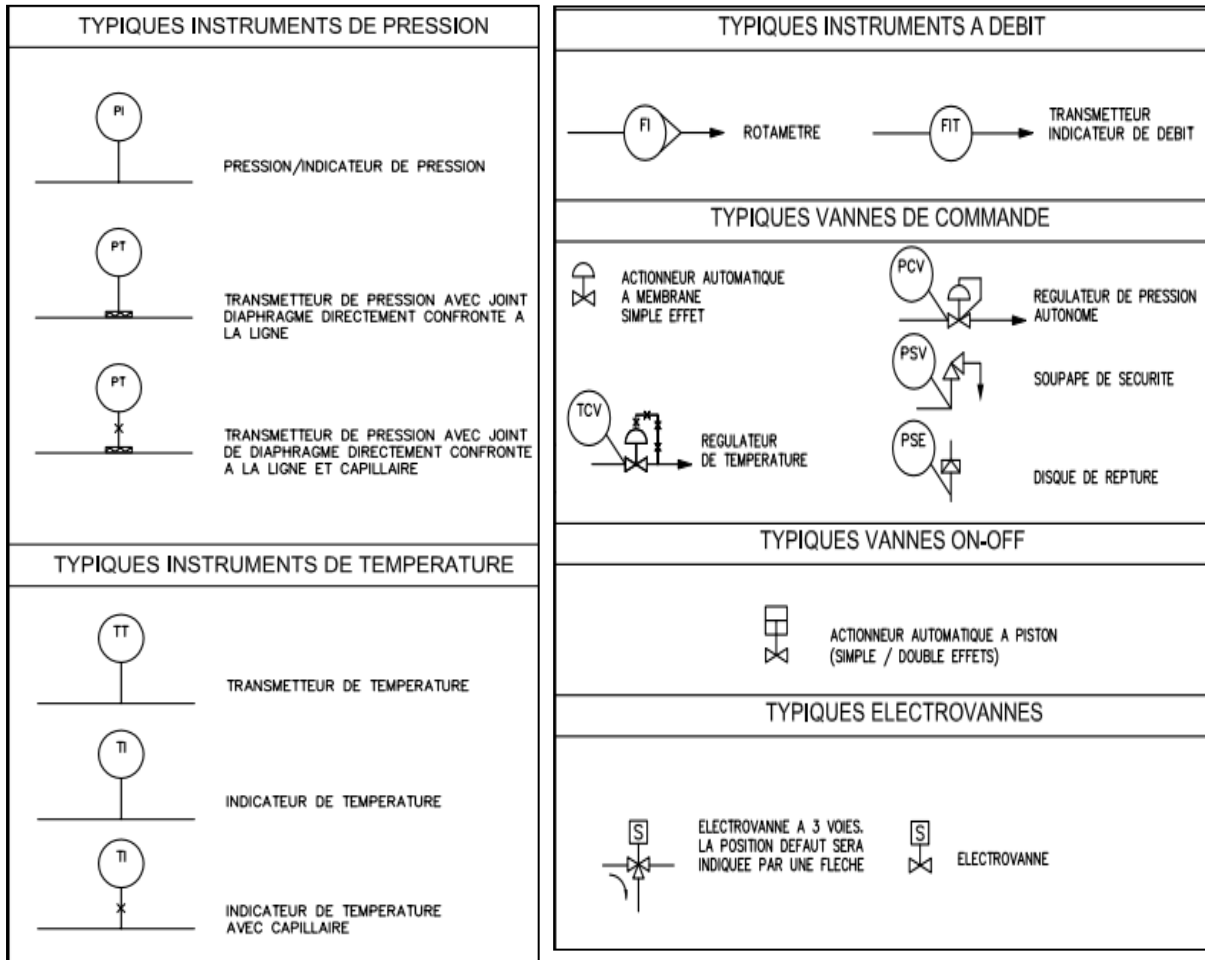 TYPIQUES INSTRUMENTS DE PRESSION
PI
PRESSION/INDICATEUR DE PRESSION
PT
TRANSMETTEUR DE PRESSION AVEC JOINT
DIAPHRAGME DIRECTEMENT CONFRONTE A
LA LIGNE
PT
TRANSMETTEUR DE PRESSION AVEC JOINT
DE DIAPHRAGME DIRECTEMENT CONFRONTE
A LA LIGNE ET CAPILLAIRE
TYPIQUES INSTRUMENTS DE TEMPERATURE
TT
TRANSMETTEUR DE TEMPERATURE
TI
INDICATEUR DE TEMPERATURE
TI
INDICATEUR DE TEMPERATURE
AVEC CAPILLAIRE
TYPIQUES INSTRUMENTS A DEBIT
FI
ROTAMETRE
FIT
TRANSMETTEUR
INDICATEUR DE DEBIT
TYPIQUES VANNES DE COMMANDE
ACTIONNEUR AUTOMATIQUE
A MEMBRANE
SIMPLE EFFET
PCV
REGULATEUR DE PRESSION
AUTONOME
PSV
SOUPAPE DE SECURITE
TCV
REGULATEUR
DE TEMPERATURE
PSE
DISQUE DE REPTURE
TYPIQUES VANNES ON-OFF
ACTIONNEUR AUTOMATIQUE A PISTON
(SIMPLE / DOUBLE EFFETS)
TYPIQUES ELECTROVANNES
S
ELECTROVANNE A 3 VOIES.
LA POSITION DEFAUT SERA
INDIQUEE PAR UNE FLECHE
S
ELECTROVANNE